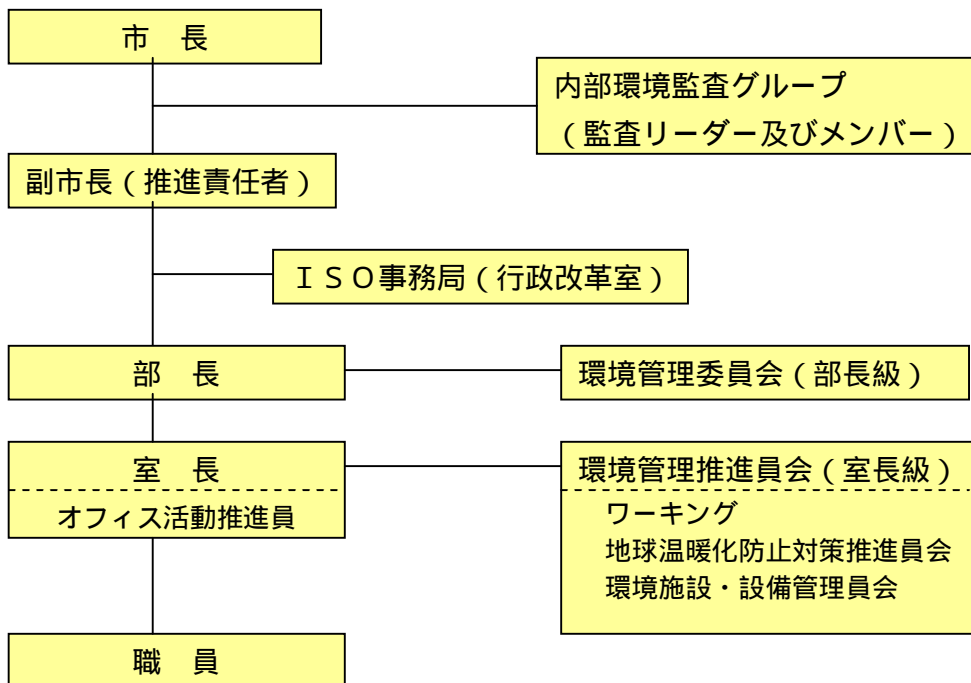 市　長
内部環境監査グループ
（監査リーダー及びメンバー）
副市長（推進責任者）
ＩＳＯ事務局（行政改革室）
部　長
環境管理委員会（部長級）
室　長
オフィス活動推進員
環境管理推進員会（室長級）
ワーキング
地球温暖化防止対策推進員会
環境施設・設備管理員会
職　員